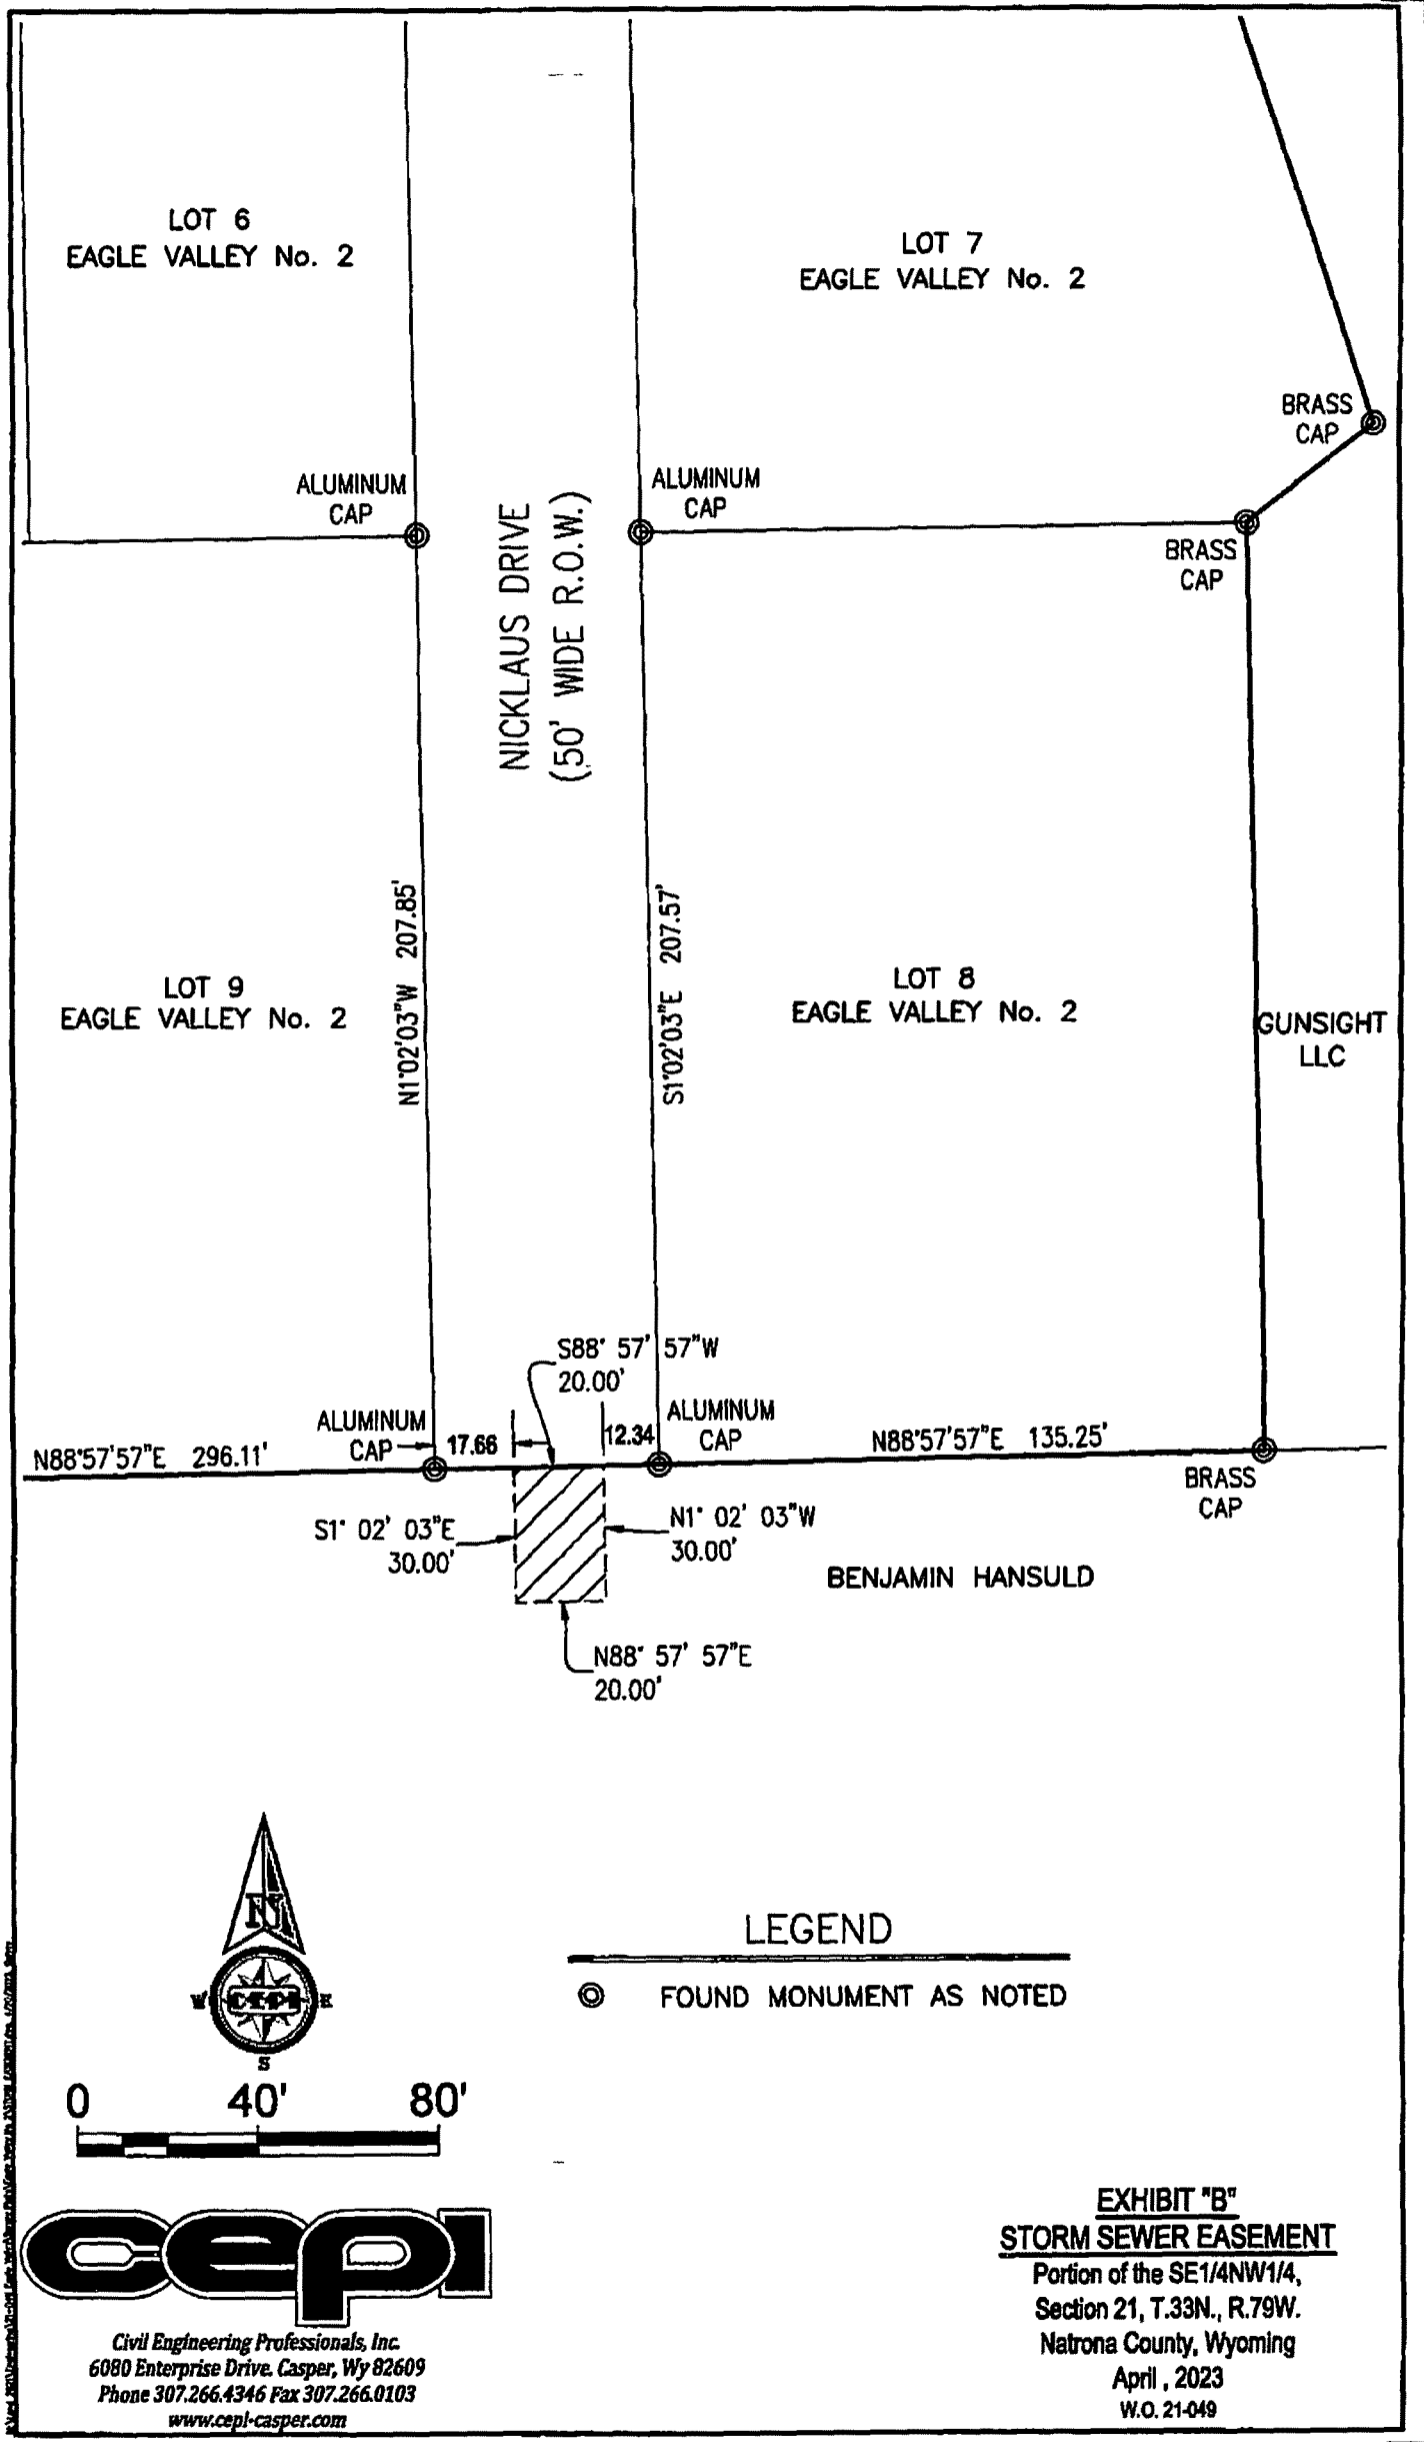 LOT 6
EAGLE VALLEY No. 2
LOT 7
EAGLE VALLEY No. 2
BRASS
CAP
ALUMINUM
CAP
ALUMINUM
CAP
NICKLAUS DRIVE
(50' WIDE R.O.W.)
BRASS
CAP
N1°02'03"W 207.85'
S1°02'03"E 207.57'
LOT 9
EAGLE VALLEY No. 2
LOT 8
EAGLE VALLEY No. 2
GUNSIGHT
LLC
S88° 57' 57"W
20.00'
ALUMINUM
CAP
17.66
12.34
ALUMINUM
CAP
N88°57'57"E 296.11'
N88°57'57"E 135.25'
BRASS
CAP
S1° 02' 03"E
30.00'
N1° 02' 03"W
30.00'
BENJAMIN HANSULD
N88° 57' 57"E
20.00'
N
W
CEPI
E
S
LEGEND
FOUND MONUMENT AS NOTED
0 40' 80'
cepi
Civil Engineering Professionals, Inc.
6080 Enterprise Drive. Casper, Wy 82609
Phone 307.266.4346 Fax 307.266.0103
www.cepi-casper.com
EXHIBIT "B"
STORM SEWER EASEMENT
Portion of the SE1/4NW1/4,
Section 21, T.33N., R.79W.
Natrona County, Wyoming
April , 2023
W.O. 21-049